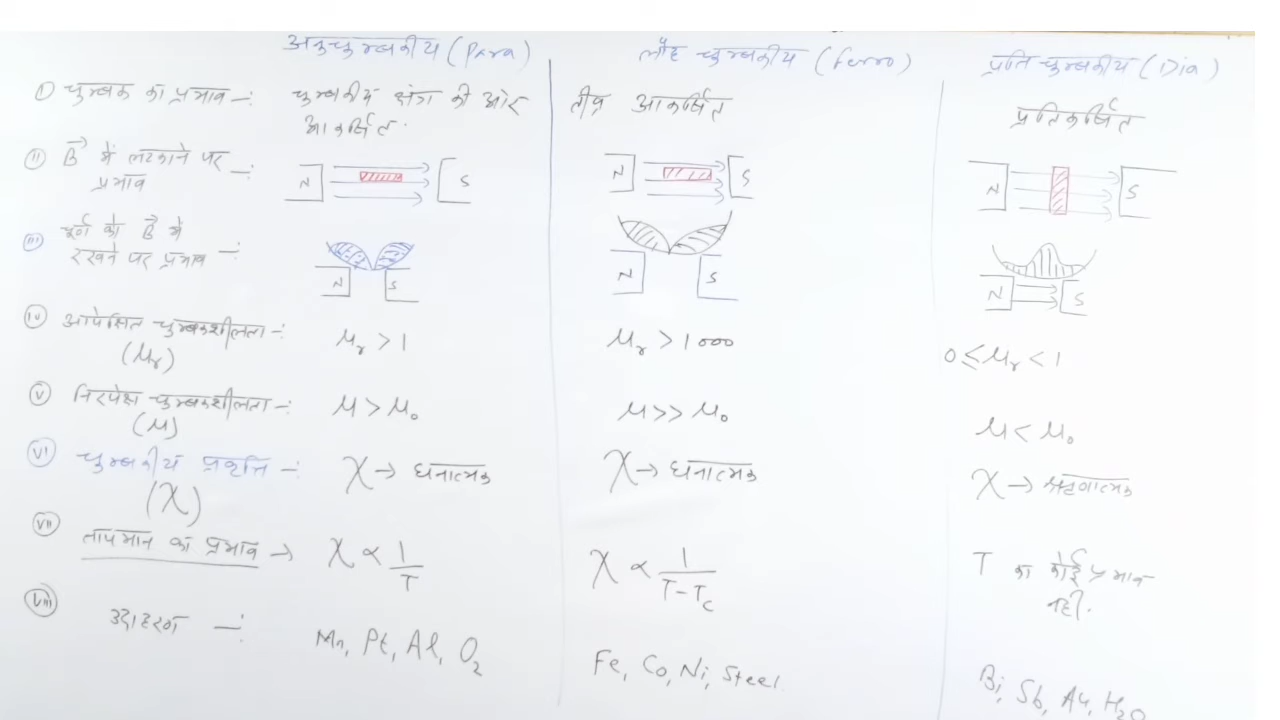 अनुचुम्बकीय (Para) लौह चुम्बकीय (ferro) प्रति चुम्बकीय (Dia)
(i) चुम्बक का प्रभाव -: चुम्बकीय क्षेत्र की ओर तीव्र आकर्षित प्रतिकर्षित
आकर्षित.
(ii) B⃗ में लटकाने पर -:
प्रभाव
N S N S N S
(iii) चूर्ण को B⃗ में
रखने पर प्रभाव -:
N S N S N S
(iv) आपेक्षित चुम्बकशीलता -: μᵣ > 1 μᵣ > 1000 0 ≤ μᵣ < 1
(μᵣ)
(v) निरपेक्ष चुम्बकशीलता -: μ > μ₀ μ >> μ₀ μ < μ₀
(μ)
(vi) चुम्बकीय प्रवृत्ति -: χ → धनात्मक χ → धनात्मक χ → ऋणात्मक
(χ)
(vii) तापमान का प्रभाव → χ ∝ 1/T χ ∝ 1/(T - Tc) T का कोई प्रभाव
नहीं.
(viii) उदाहरण -: Mn, Pt, Al, O₂ Fe, Co, Ni, Steel Bi, Sb, Au, H₂O